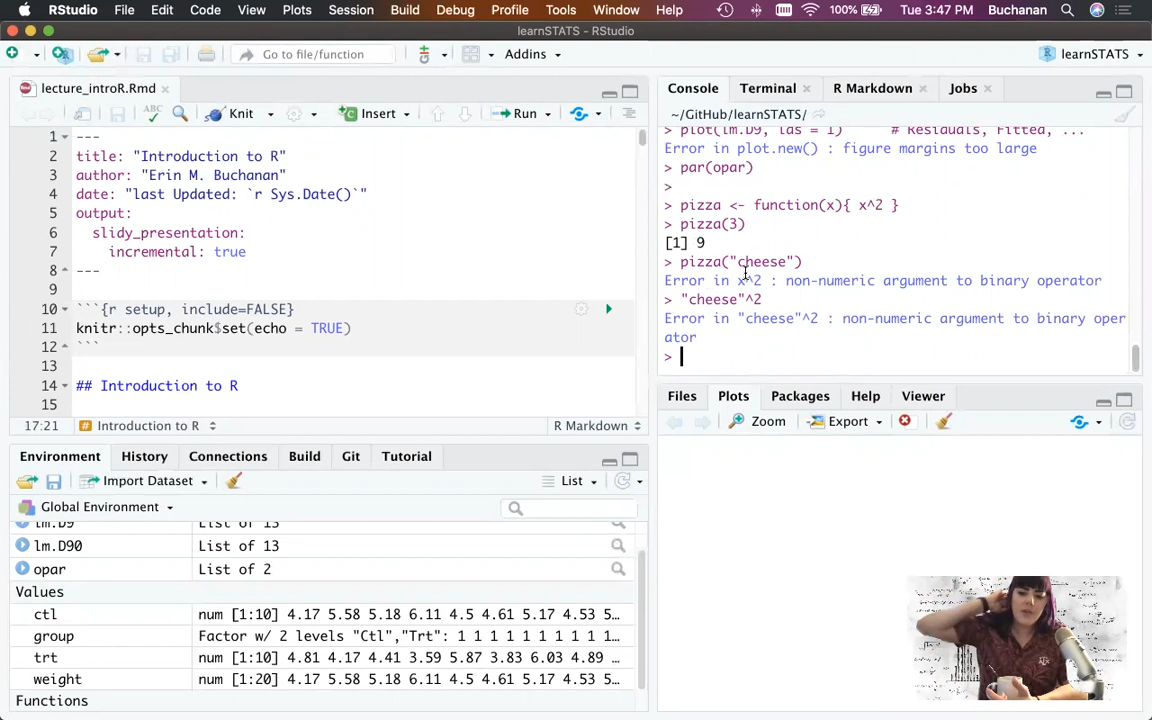 RStudio File Edit Code View Plots Session Build Debug Profile Tools Window Help 100% Tue 3:47 PM Buchanan
learnSTATS - RStudio
Go to file/function Addins learnSTATS
lecture_introR.Rmd
ABC Knit Insert Run
1 ---
2 title: "Introduction to R"
3 author: "Erin M. Buchanan"
4 date: "last Updated: `r Sys.Date()`"
5 output:
6 slidy_presentation:
7 incremental: true
8 ---
9
10 ```{r setup, include=FALSE}
11 knitr::opts_chunk$set(echo = TRUE)
12 ```
13
14 ## Introduction to R
15
17:21 # Introduction to R R Markdown
Console Terminal R Markdown Jobs
~/GitHub/learnSTATS/
> plot(lm.D9, las = 1) # Residuals, Fitted, ...
Error in plot.new() : figure margins too large
> par(opar)
>
> pizza <- function(x){ x^2 }
> pizza(3)
[1] 9
> pizza("cheese")
Error in x^2 : non-numeric argument to binary operator
> "cheese"^2
Error in "cheese"^2 : non-numeric argument to binary oper
ator
>
Environment History Connections Build Git Tutorial
Import Dataset List
Global Environment
lm.D9 List of 13
lm.D90 List of 13
opar List of 2
Values
ctl num [1:10] 4.17 5.58 5.18 6.11 4.5 4.61 5.17 4.53 5…
group Factor w/ 2 levels "Ctl","Trt": 1 1 1 1 1 1 1 1 1 1…
trt num [1:10] 4.81 4.17 4.41 3.59 5.87 3.83 6.03 4.89 …
weight num [1:20] 4.17 5.58 5.18 6.11 4.5 4.61 5.17 4.53 5…
Functions
Files Plots Packages Help Viewer
Zoom Export